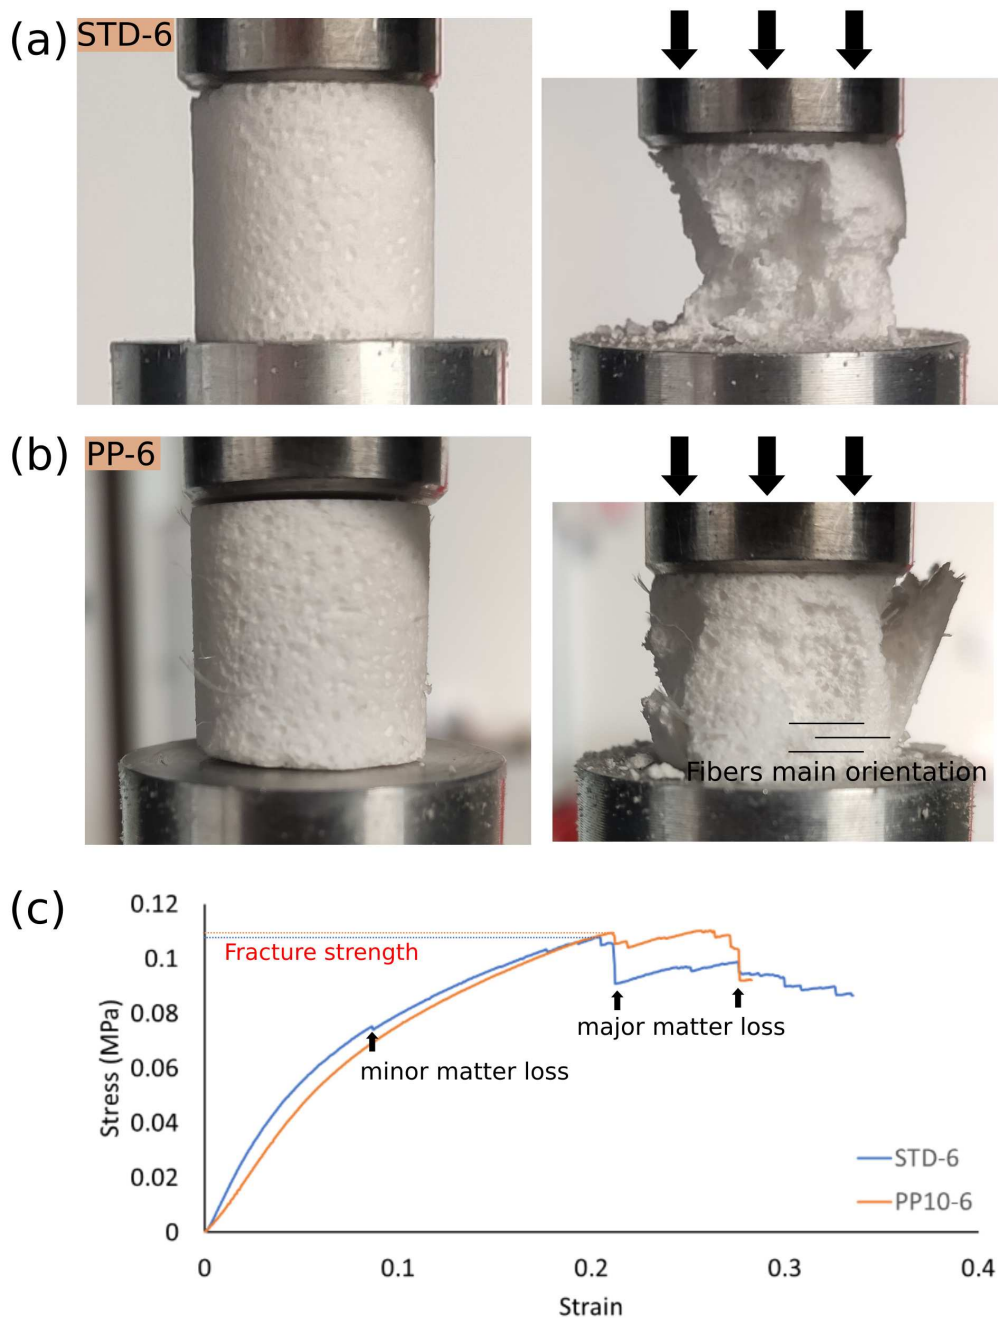 (a)
STD-6
(b)
PP-6
Fibers main orientation
(c)
0.12
0.1
0.08
0.06
0.04
0.02
0
Stress (MPa)
Fracture strength
minor matter loss
major matter loss
STD-6
PP10-6
0
0.1
0.2
0.3
0.4
Strain